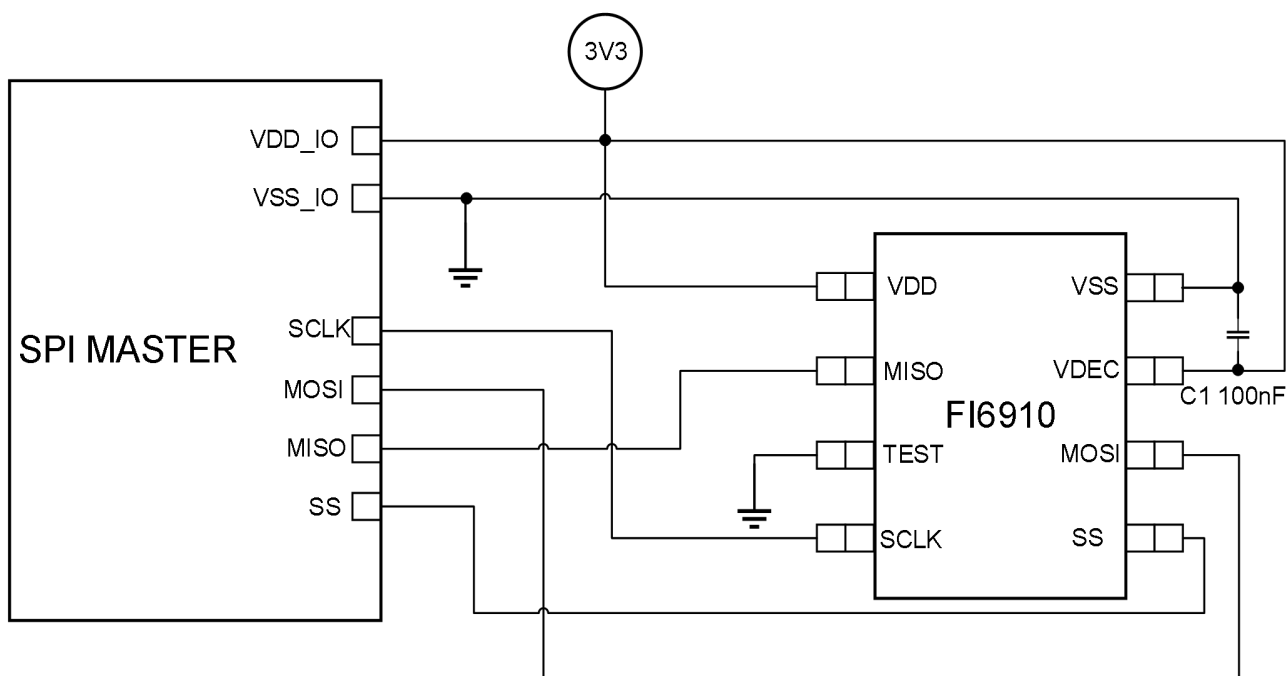 3V3
VDD_IO
VSS_IO
SCLK
SPI MASTER
MOSI
MISO
SS
VDD
VSS
MISO
VDEC
C1 100nF
FI6910
TEST
MOSI
SCLK
SS